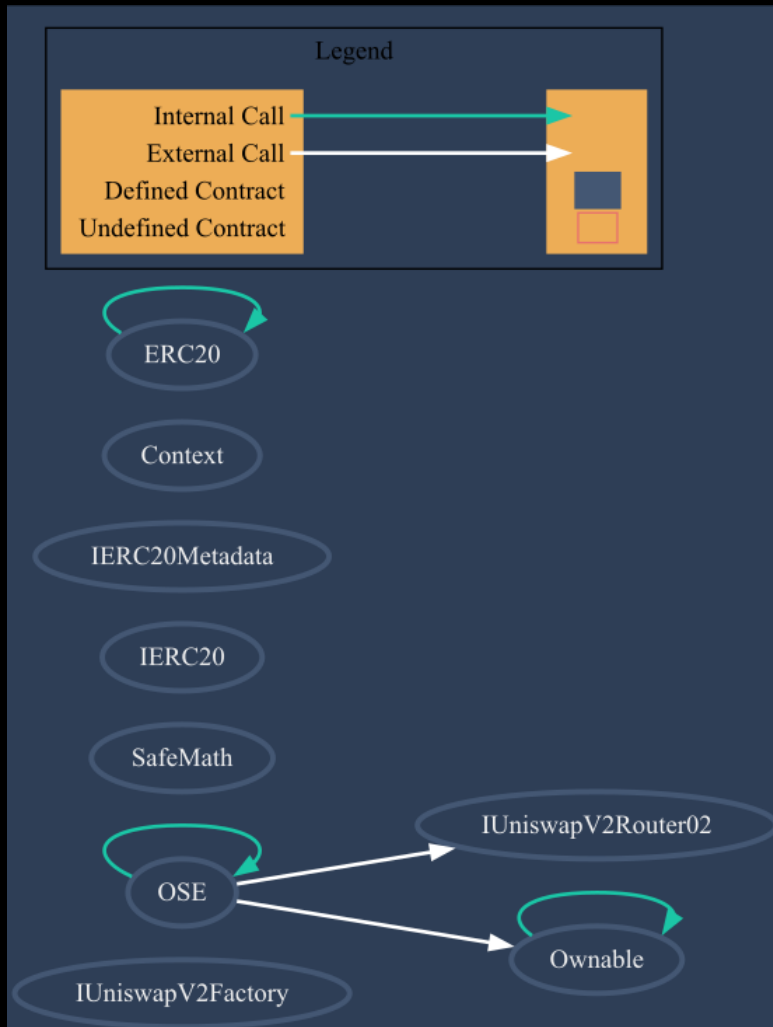 Legend
Internal Call
External Call
Defined Contract
Undefined Contract
ERC20
Context
IERC20Metadata
IERC20
SafeMath
IUniswapV2Router02
OSE
Ownable
IUniswapV2Factory